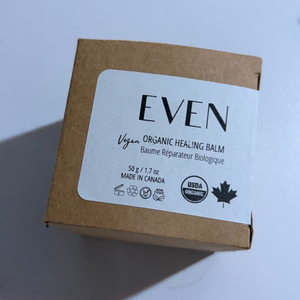 EVEN
Vegan ORGANIC HEALING BALM
Baume Réparateur Biologique
50 g / 1.7 oz
MADE IN CANADA
USDA
ORGANIC